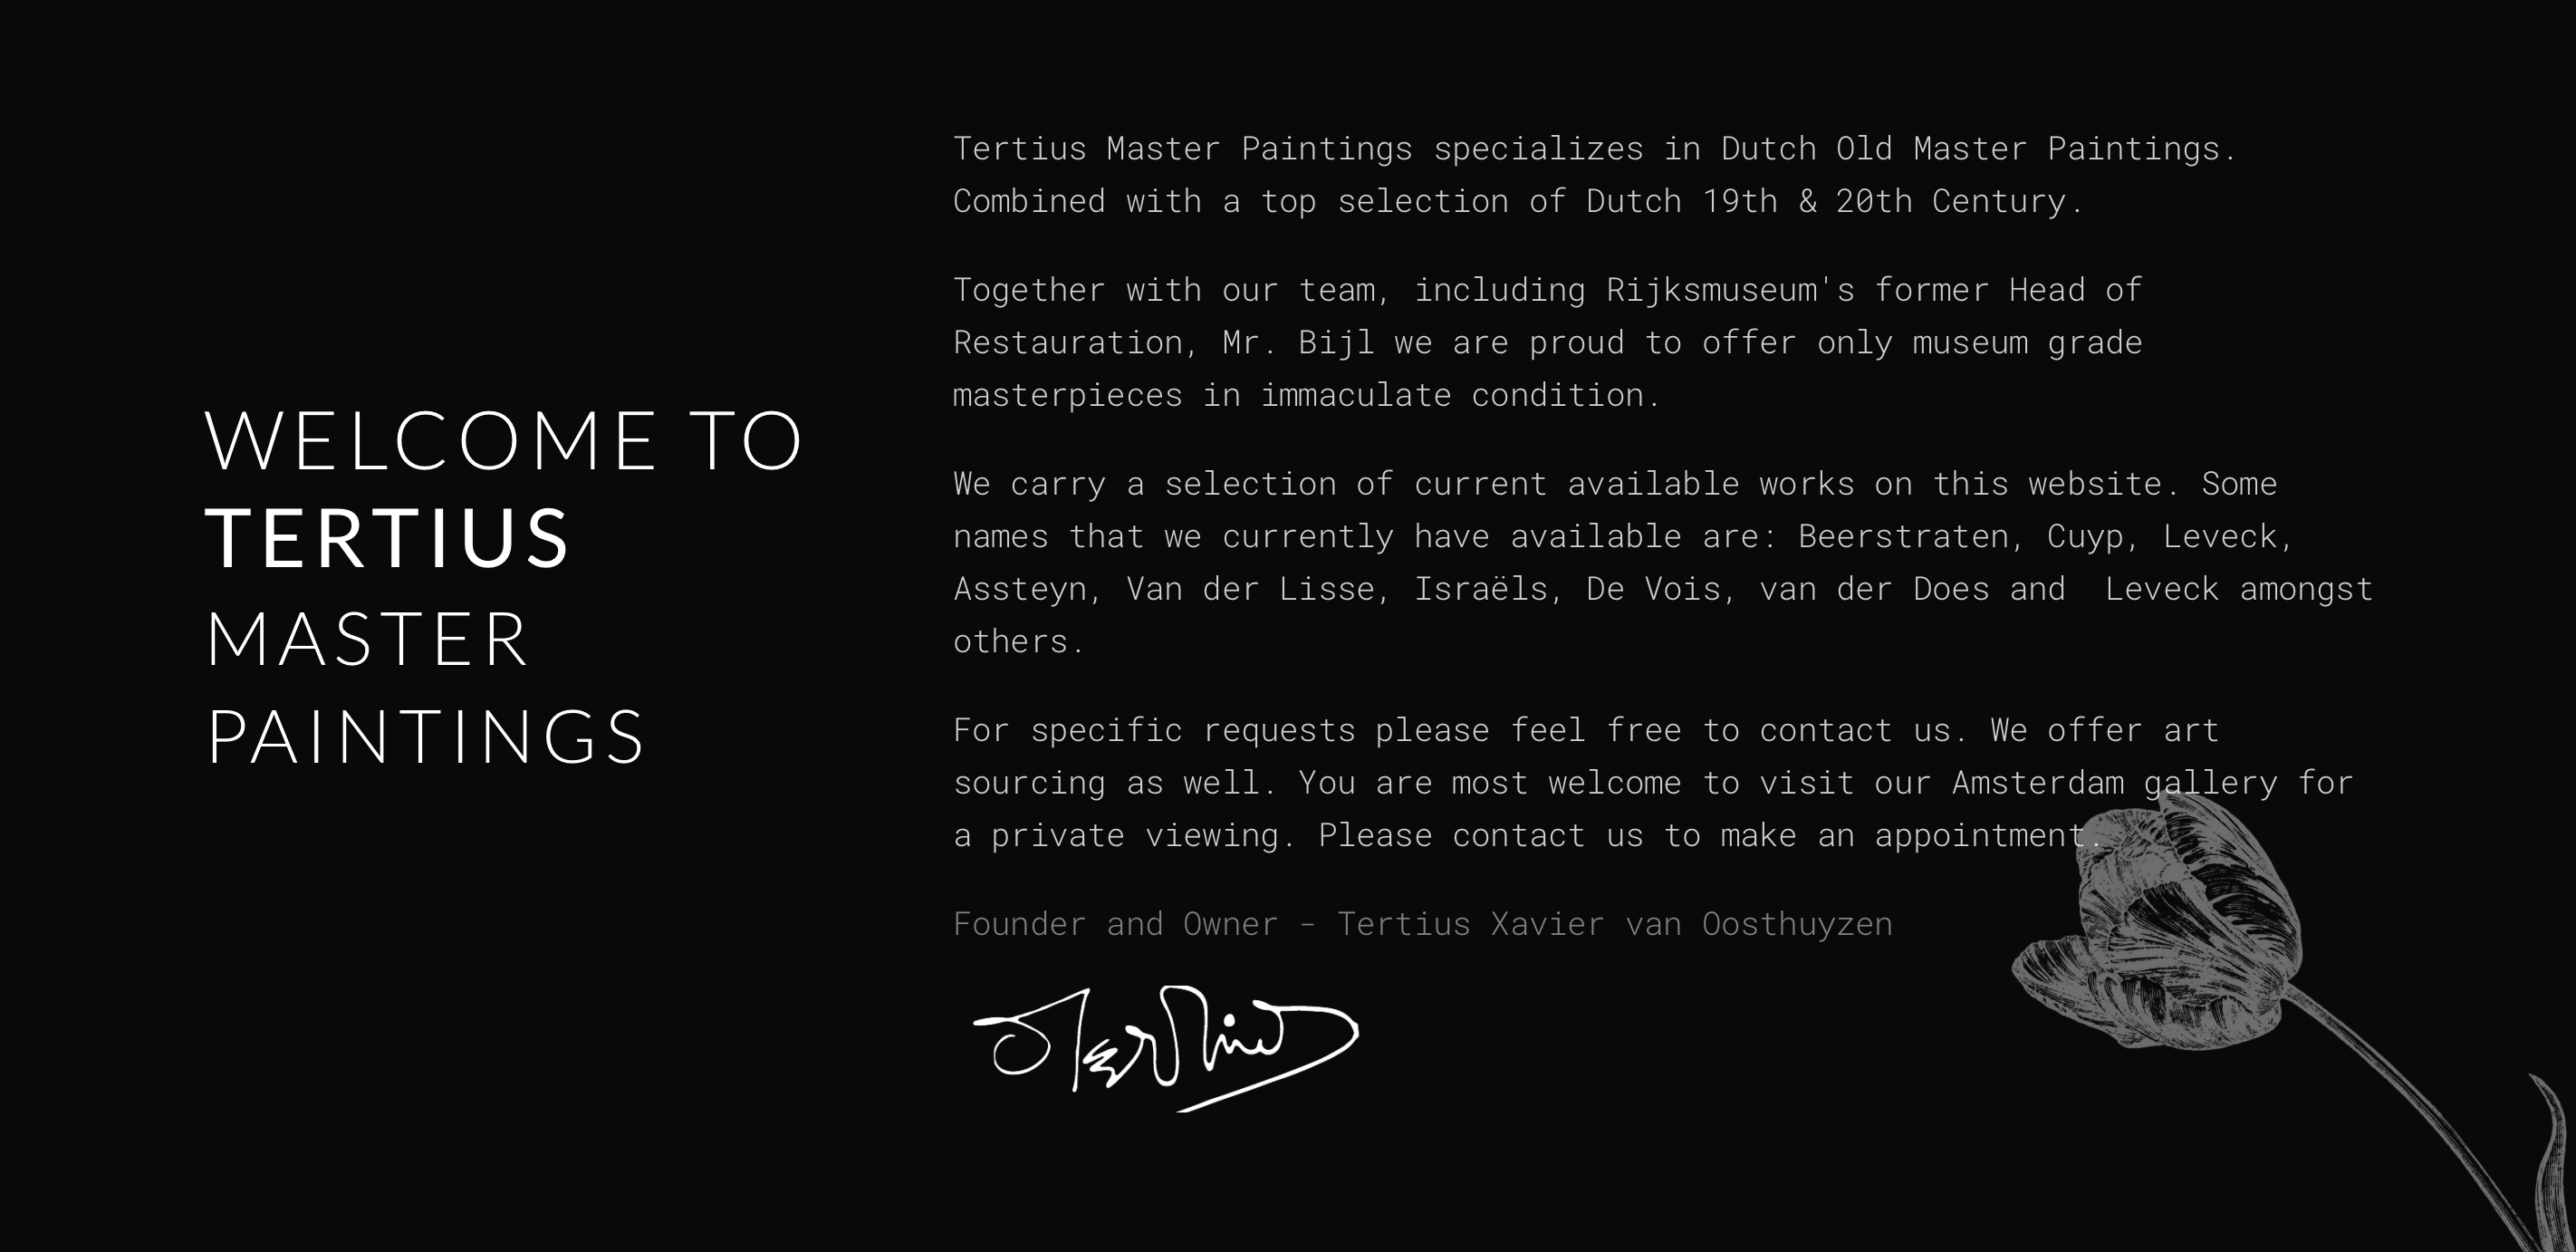 WELCOME TO
TERTIUS
MASTER
PAINTINGS
Tertius Master Paintings specializes in Dutch Old Master Paintings.
Combined with a top selection of Dutch 19th & 20th Century.
Together with our team, including Rijksmuseum's former Head of
Restauration, Mr. Bijl we are proud to offer only museum grade
masterpieces in immaculate condition.
We carry a selection of current available works on this website. Some
names that we currently have available are: Beerstraten, Cuyp, Leveck,
Assteyn, Van der Lisse, Israëls, De Vois, van der Does and  Leveck amongst
others.
For specific requests please feel free to contact us. We offer art
sourcing as well. You are most welcome to visit our Amsterdam gallery for
a private viewing. Please contact us to make an appointment.
Founder and Owner - Tertius Xavier van Oosthuyzen
Tertius